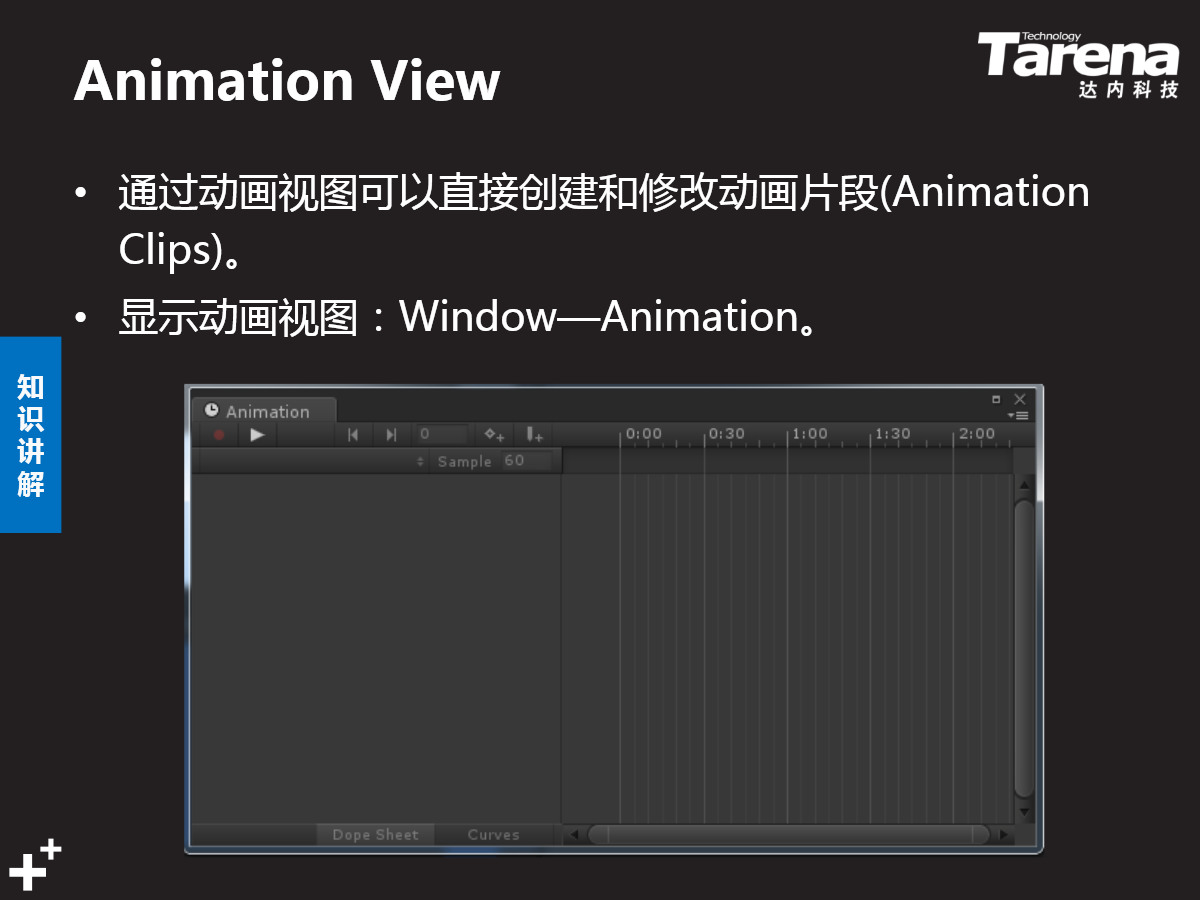 Animation View
Technology
Tarena
达内科技
• 通过动画视图可以直接创建和修改动画片段(Animation
Clips)。
• 显示动画视图：Window—Animation。
知
识
讲
解
Animation
0
0:00 0:30 1:00 1:30 2:00
Sample 60
Dope Sheet Curves